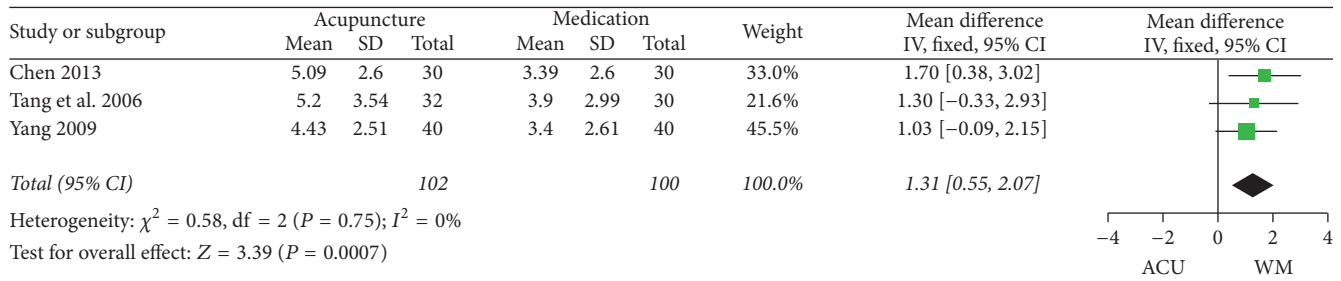 Study or subgroup Acupuncture Medication Weight Mean difference Mean difference
Mean SD Total Mean SD Total IV, fixed, 95% CI IV, fixed, 95% CI
Chen 2013 5.09 2.6 30 3.39 2.6 30 33.0% 1.70 [0.38, 3.02]
Tang et al. 2006 5.2 3.54 32 3.9 2.99 30 21.6% 1.30 [−0.33, 2.93]
Yang 2009 4.43 2.51 40 3.4 2.61 40 45.5% 1.03 [−0.09, 2.15]
Total (95% CI) 102 100 100.0% 1.31 [0.55, 2.07]
Heterogeneity: χ² = 0.58, df = 2 (P = 0.75); I² = 0%
Test for overall effect: Z = 3.39 (P = 0.0007)
−4 −2 0 2 4
ACU WM